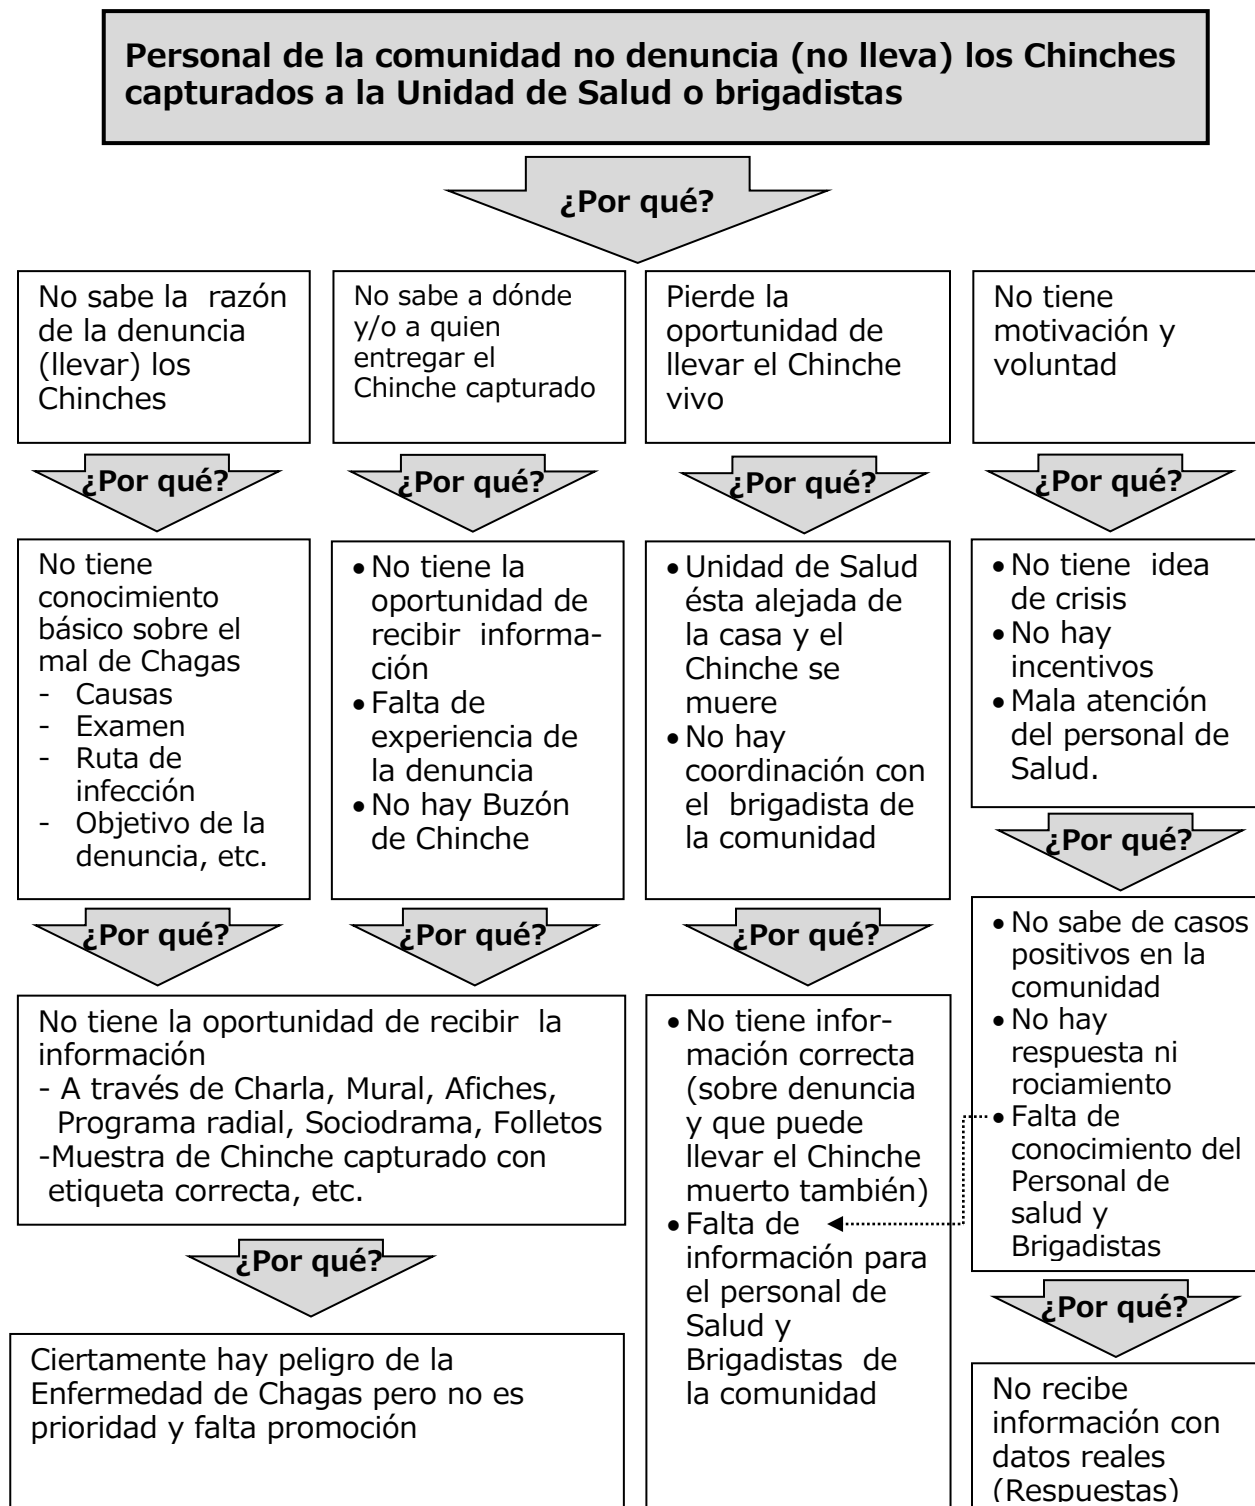 Personal de la comunidad no denuncia (no lleva) los Chinches
capturados a la Unidad de Salud o brigadistas
¿Por qué?
No sabe la razón
de la denuncia
(llevar) los
Chinches
No sabe a dónde
y/o a quien
entregar el
Chinche capturado
Pierde la
oportunidad de
llevar el Chinche
vivo
No tiene
motivación y
voluntad
¿Por qué?
¿Por qué?
¿Por qué?
¿Por qué?
No tiene
conocimiento
básico sobre el
mal de Chagas
- Causas
- Examen
- Ruta de
infección
- Objetivo de la
denuncia, etc.
• No tiene la
oportunidad de
recibir informa-
ción
• Falta de
experiencia de
la denuncia
• No hay Buzón
de Chinche
• Unidad de Salud
ésta alejada de
la casa y el
Chinche se
muere
• No hay
coordinación con
el brigadista de
la comunidad
• No tiene idea
de crisis
• No hay
incentivos
• Mala atención
del personal de
Salud.
¿Por qué?
¿Por qué?
¿Por qué?
¿Por qué?
No tiene la oportunidad de recibir la
información
- A través de Charla, Mural, Afiches,
Programa radial, Sociodrama, Folletos
-Muestra de Chinche capturado con
etiqueta correcta, etc.
• No tiene infor-
mación correcta
(sobre denuncia
y que puede
llevar el Chinche
muerto también)
• Falta de
información para
el personal de
Salud y
Brigadistas de
la comunidad
• No sabe de casos
positivos en la
comunidad
• No hay
respuesta ni
rociamiento
• Falta de
conocimiento del
Personal de
salud y
Brigadistas
¿Por qué?
¿Por qué?
Ciertamente hay peligro de la
Enfermedad de Chagas pero no es
prioridad y falta promoción
No recibe
información con
datos reales
(Respuestas)